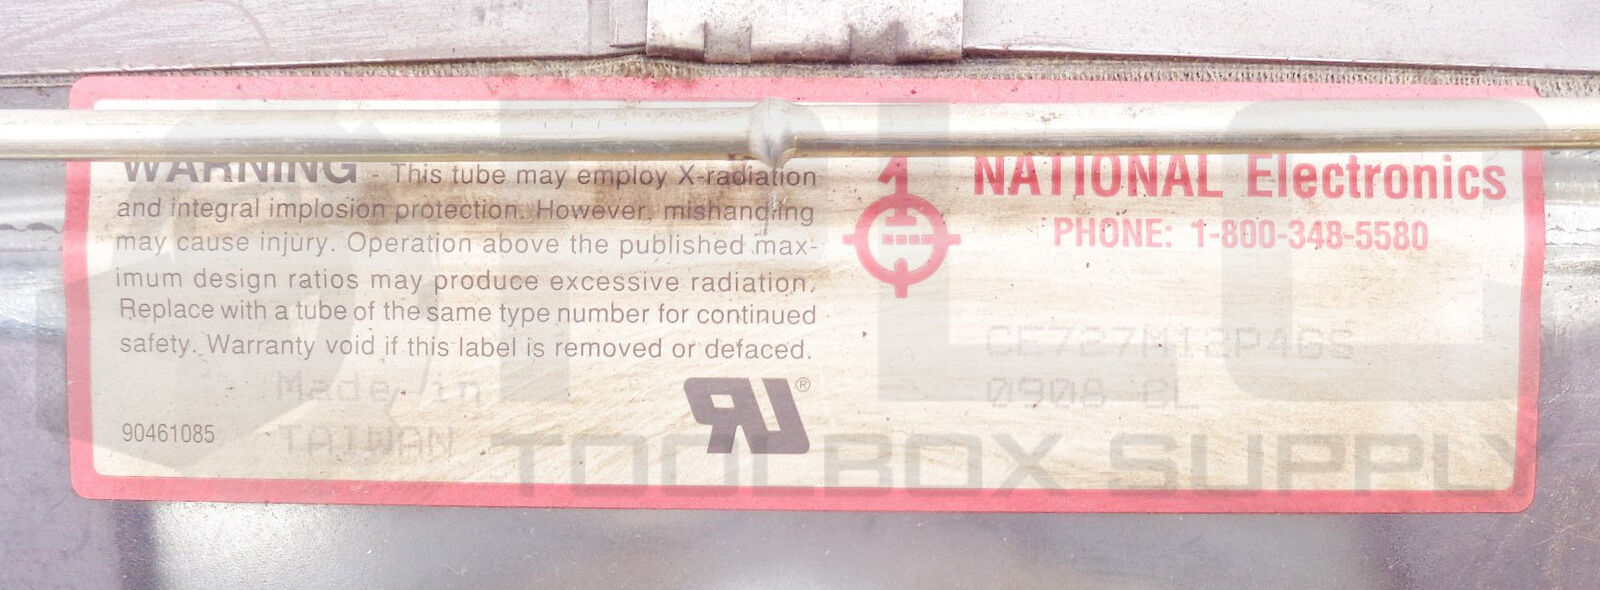 WARNING - This tube may employ X-radiation
and integral implosion protection. However, mishandling
may cause injury. Operation above the published max-
imum design ratios may produce excessive radiation.
Replace with a tube of the same type number for continued
safety. Warranty void if this label is removed or defaced.
Made in
TAIWAN
90461085
NATIONAL Electronics
PHONE: 1-800-348-5580
CE727M12P4GS
0908
TLC
TOOLBOX SUPPLY